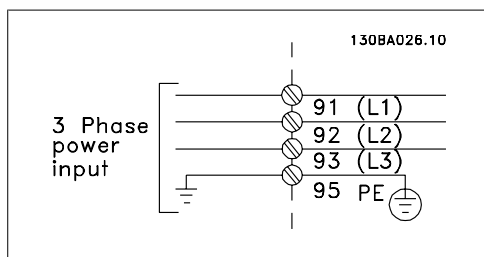 130BA026.10
3 Phase
power
input
91 (L1)
92 (L2)
93 (L3)
95 PE